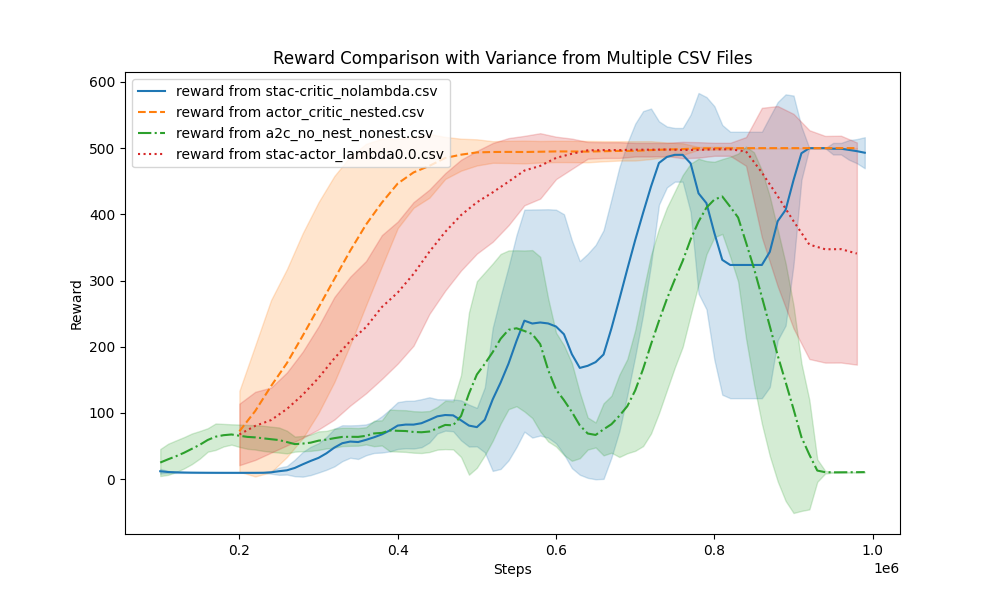 Reward Comparison with Variance from Multiple CSV Files
reward from stac-critic_nolambda.csv
reward from actor_critic_nested.csv
reward from a2c_no_nest_nonest.csv
reward from stac-actor_lambda0.0.csv
600
500
400
300
200
100
0
Reward
0.2 0.4 0.6 0.8 1.0
Steps
1e6